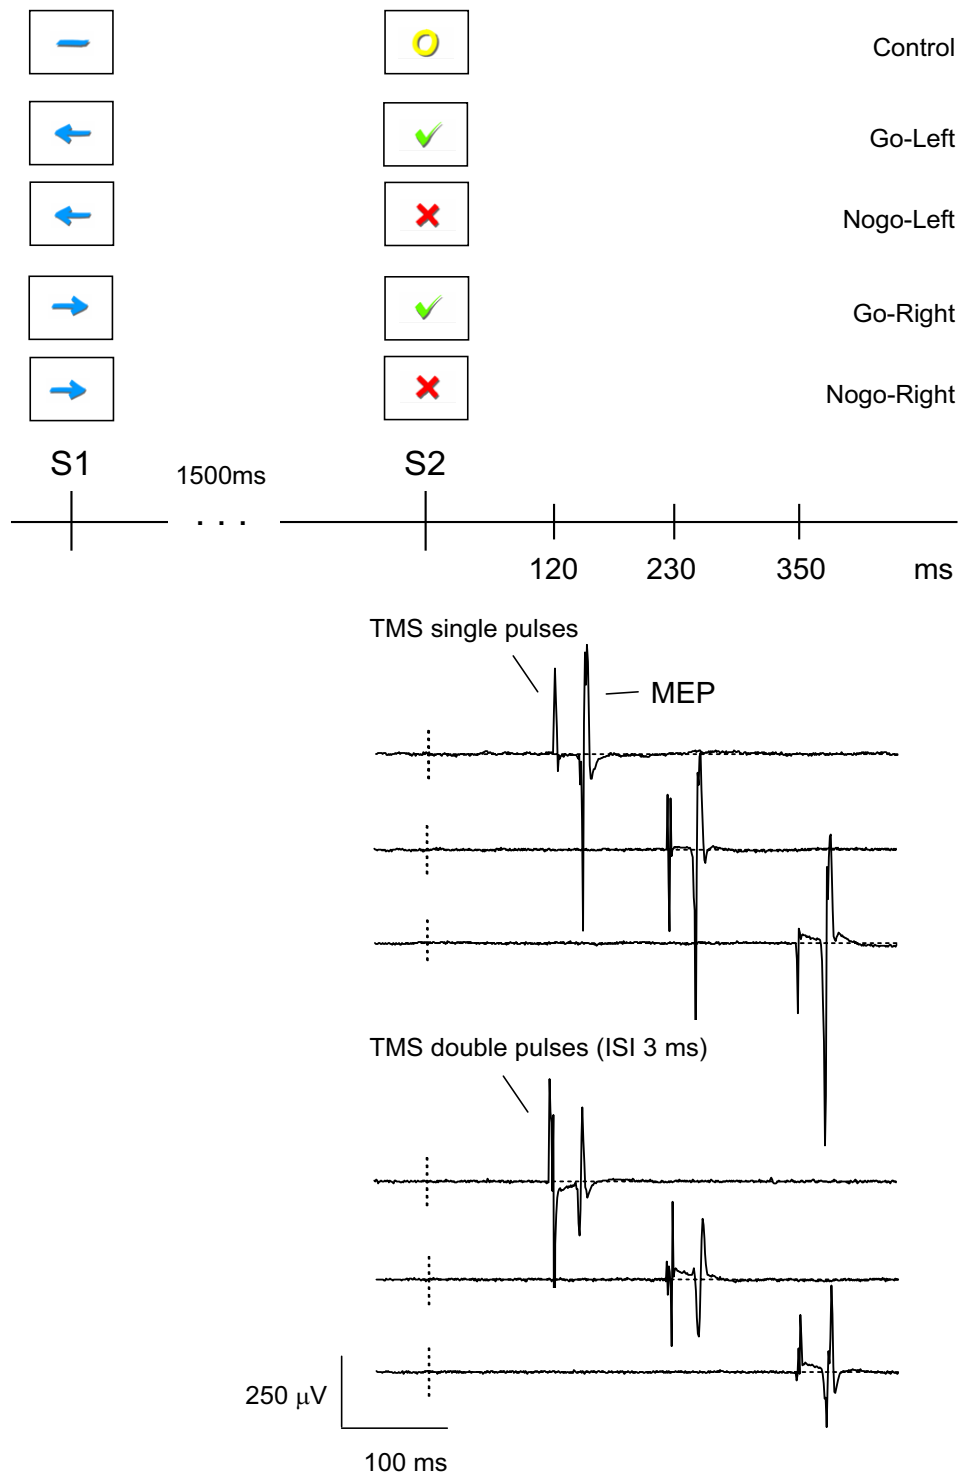 Control
Go-Left
Nogo-Left
Go-Right
Nogo-Right
S1
1500ms
S2
. . .
120 230 350 ms
TMS single pulses
MEP
TMS double pulses (ISI 3 ms)
250 μV
100 ms